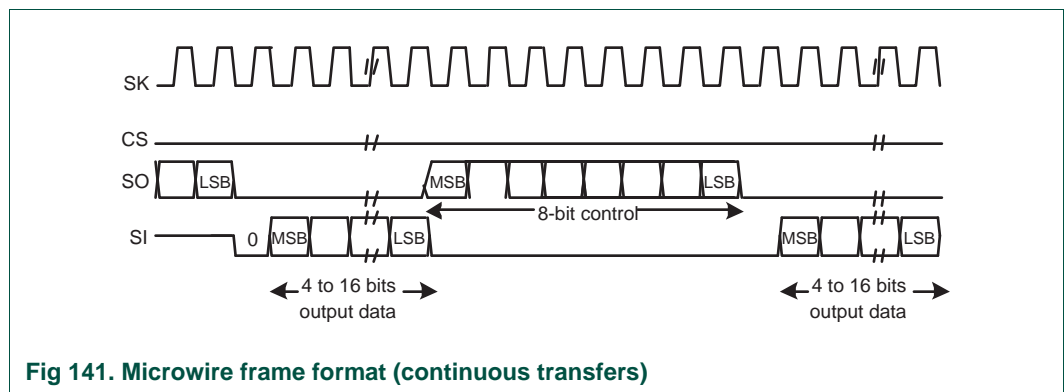 SK
CS
SO LSB MSB LSB
8-bit control
SI 0 MSB LSB MSB LSB
4 to 16 bits 4 to 16 bits
output data output data
Fig 141. Microwire frame format (continuous transfers)